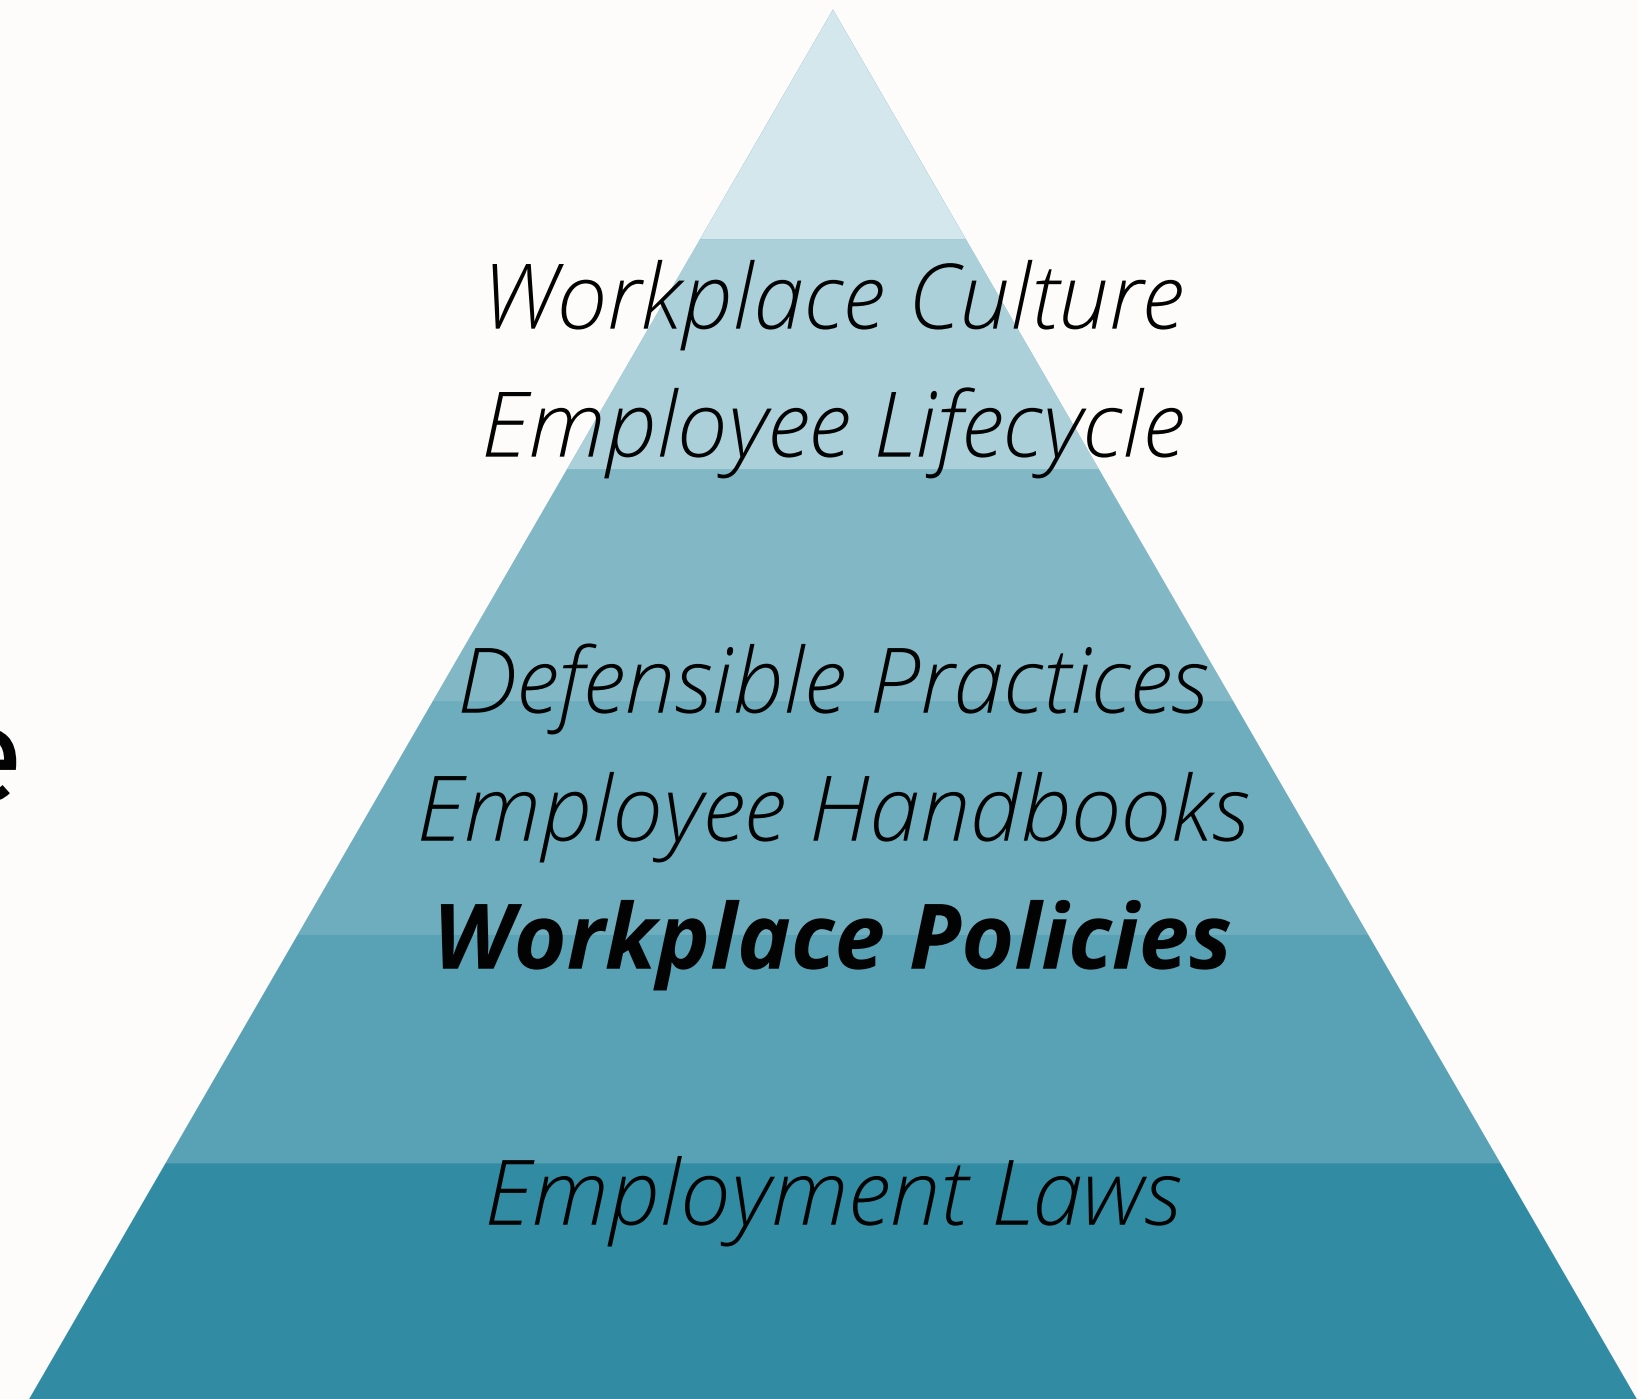 Workplace Culture
Employee Lifecycle
Defensible Practices
e
Employee Handbooks
Workplace Policies
Employment Laws